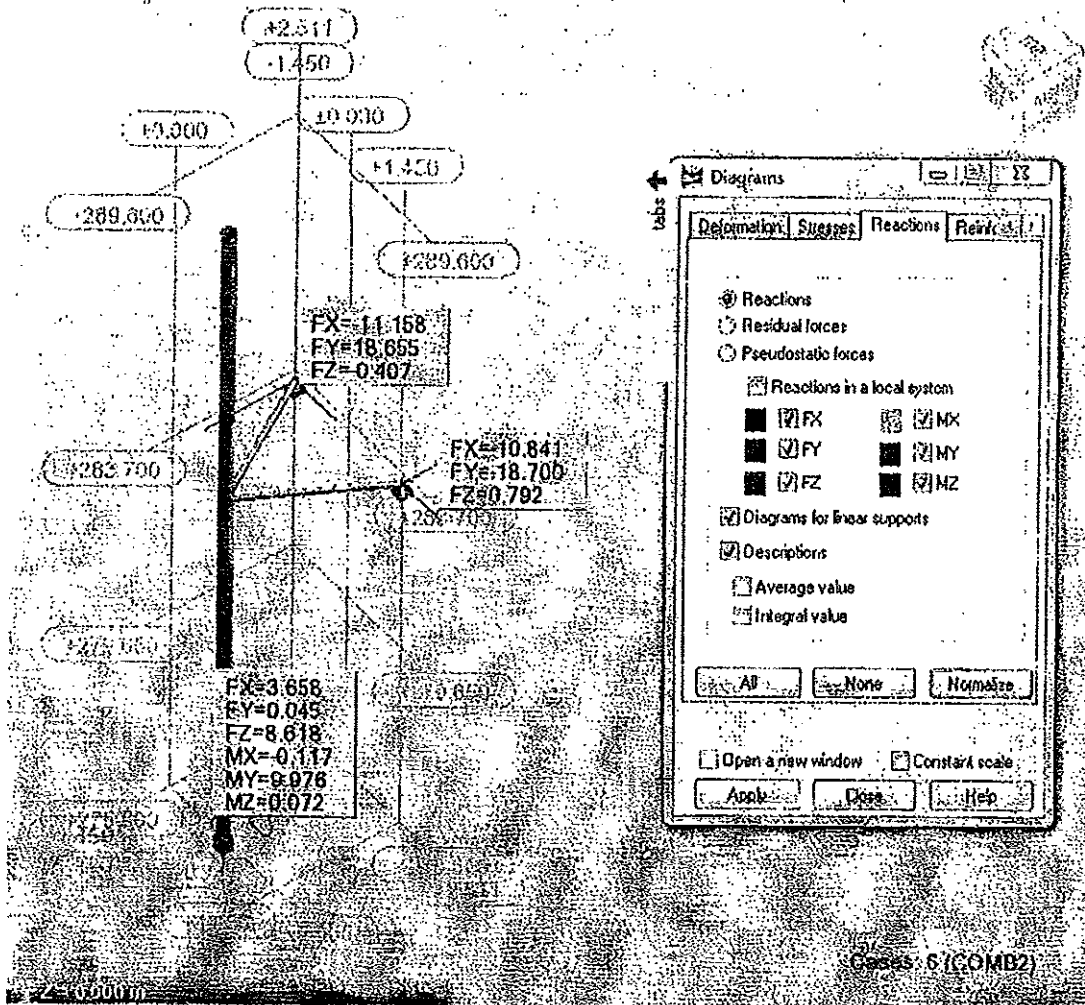 +2.511
-1.450
±0.000
±0.000
+1.450
+289.600
+289.600
FX=-11.158
FY=18.655
FZ=-0.407
FX=-10.841
FY=-18.700
FZ=0.792
+283.700
FX=3.658
FY=0.045
FZ=8.618
MX=-0.117
MY=9.976
MZ=0.072
Cases: 6 (COMB2)
Z = 0.000 m
tabs
Diagrams
Deformation
Stresses
Reactions
Reactions
Residual forces
Pseudostatic forces
Reactions in a local system
FX MX
FY MY
FZ MZ
Diagrams for linear supports
Descriptions
Average value
Integral value
All None Normalize
Open a new window Constant scale
Apply Close Help